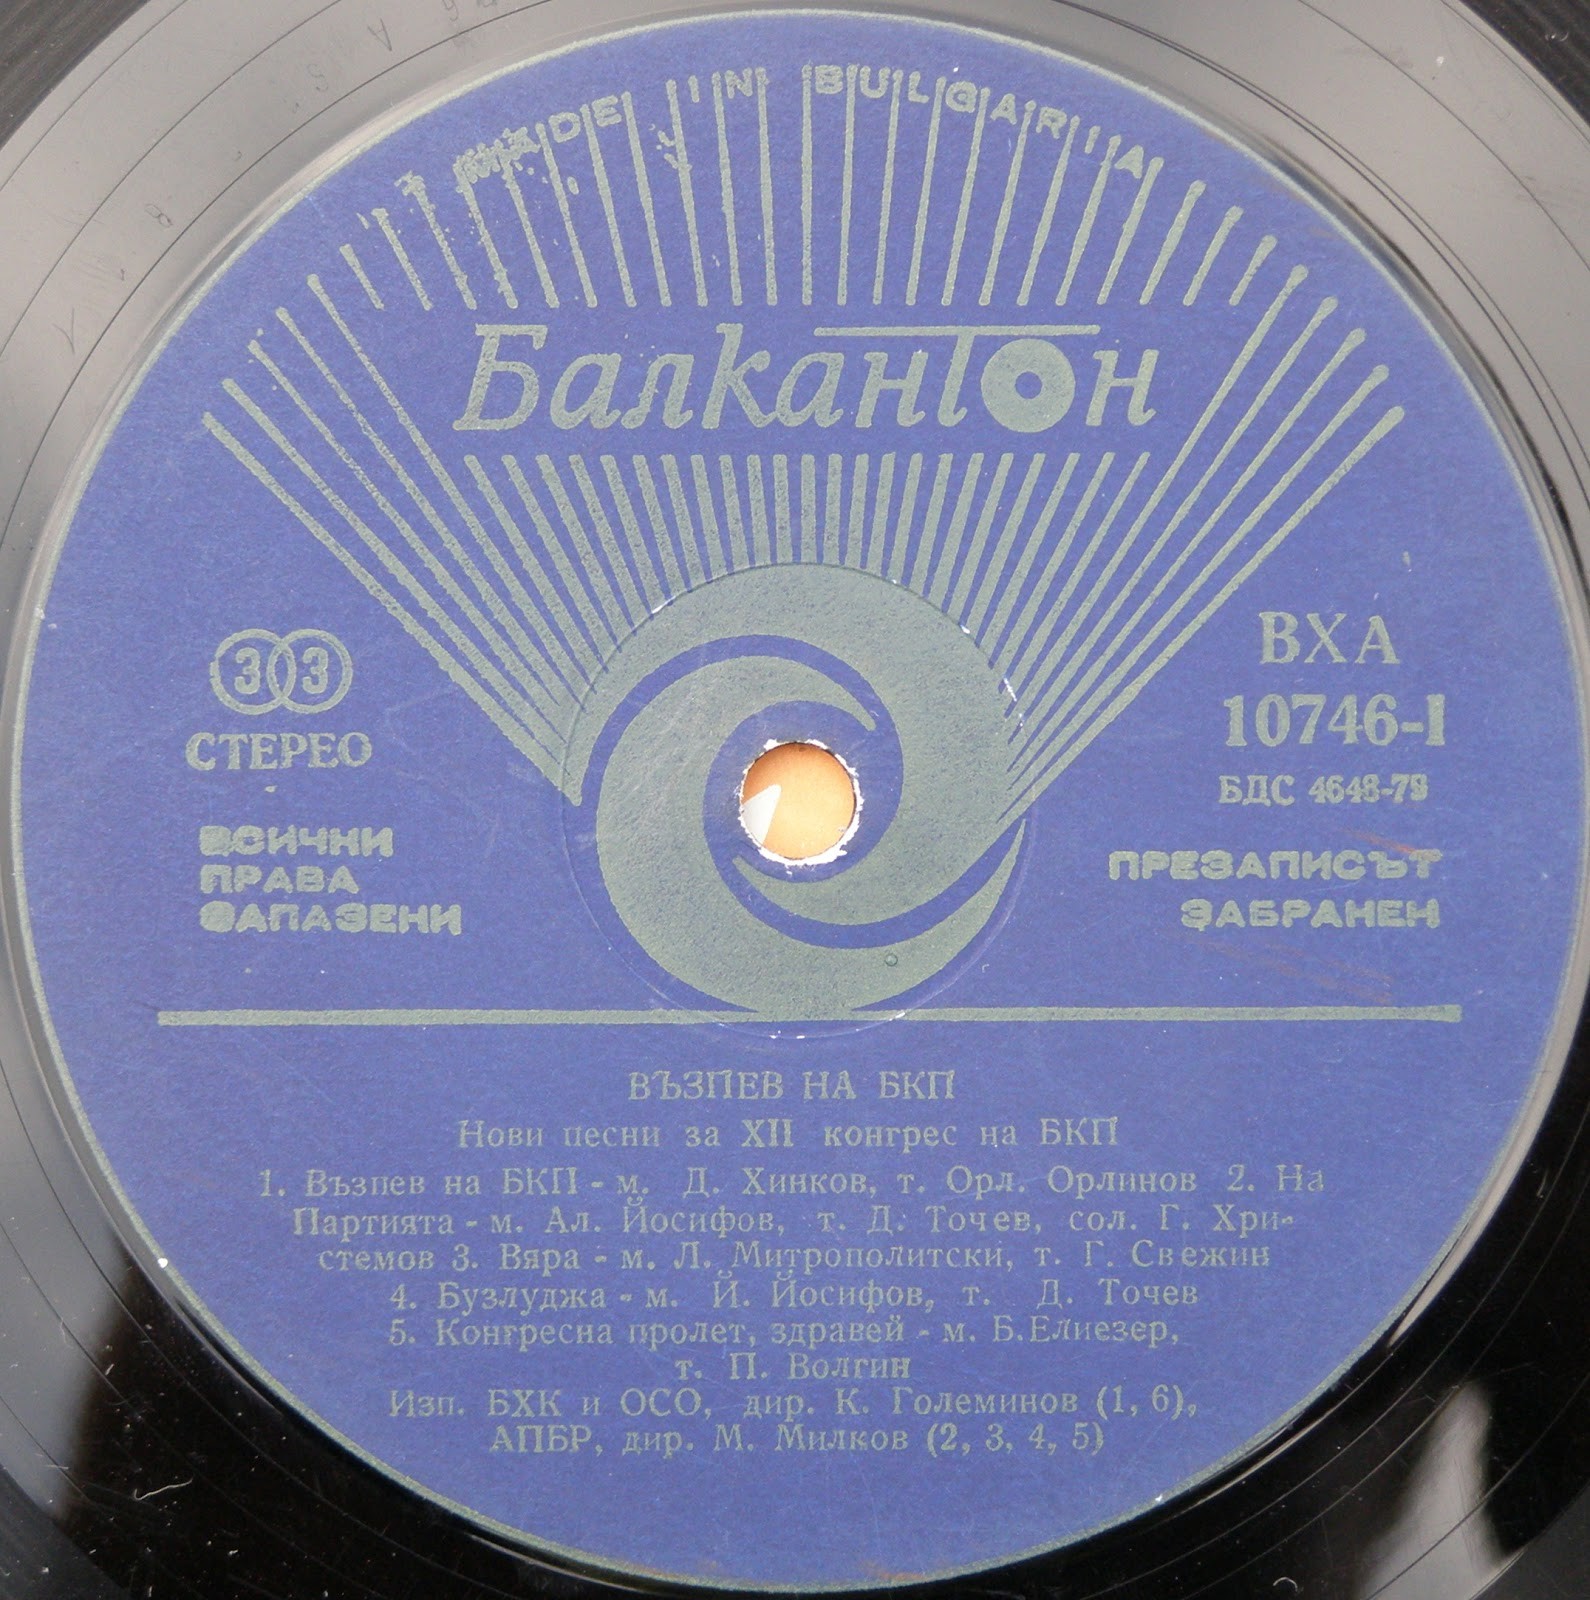 MADE IN BULGARIA
Балкантон
33
СТЕРЕО
ВСИЧКИ
ПРАВА
ЗАПАЗЕНИ
ВХА
10746-I
БДС 4648-79
ПРЕЗАПИСЪТ
ЗАБРАНЕН
ВЪЗПЕВ НА БКП
Нови песни за XII конгрес на БКП
1. Възпев на БКП - м. Д. Хинков, т. Орл. Орлинов 2. На
Партията - м. Ал. Йосифов, т. Д. Точев, сол. Г. Хри-
стемов 3. Вяра - м. Л. Митрополитски, т. Г. Свежин
4. Бузлуджа - м. Й. Йосифов, т. Д. Точев
5. Конгресна пролет, здравей - м. Б. Елиезер,
т. П. Волгин
Изп. БХК и ОСО, дир. К. Големинов (1, 6),
АПБР, дир. М. Милков (2, 3, 4, 5)